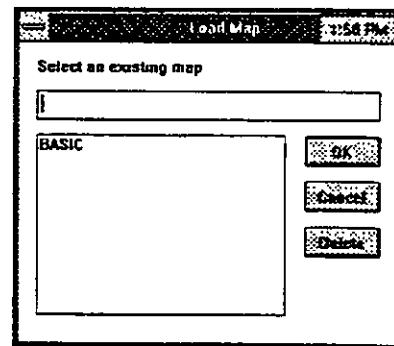 Load Map
Select an existing map
BASIC
OK
Cancel
Delete